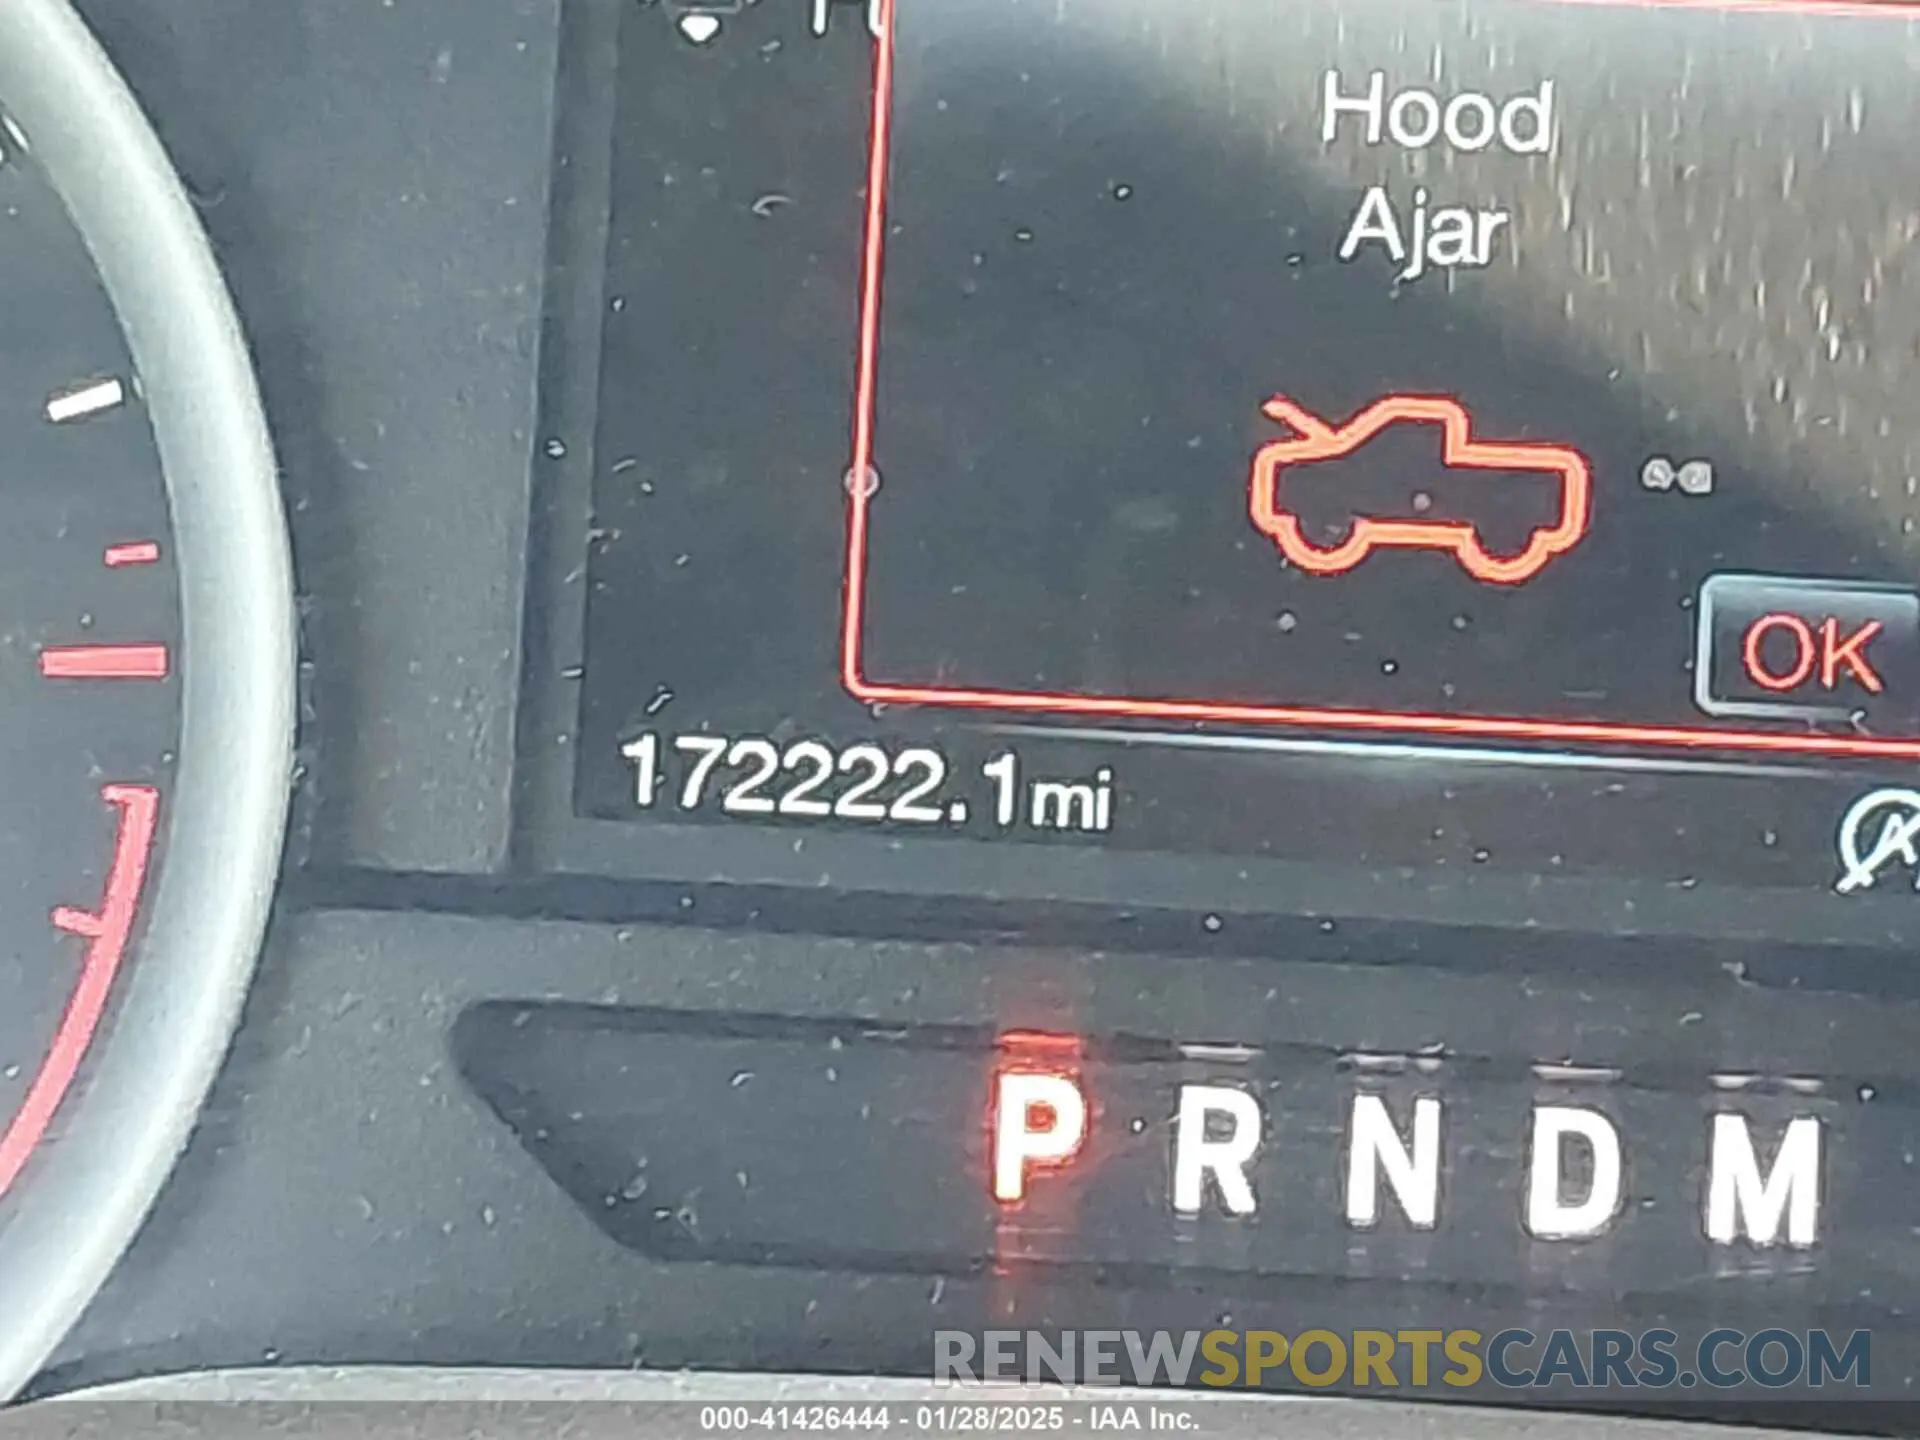 Hood
Ajar
OK
172222.1mi
P R N D M
RENEWSPORTSCARS.COM
000-41426444 - 01/28/2025 - IAA Inc.